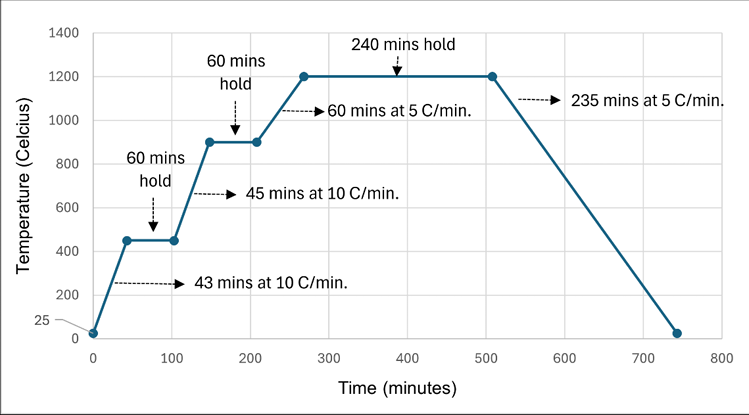 1400
1200
1000
800
600
400
200
0
25
Temperature (Celcius)
60 mins
hold
43 mins at 10 C/min.
60 mins
hold
45 mins at 10 C/min.
240 mins hold
60 mins at 5 C/min.
235 mins at 5 C/min.
0 100 200 300 400 500 600 700 800
Time (minutes)